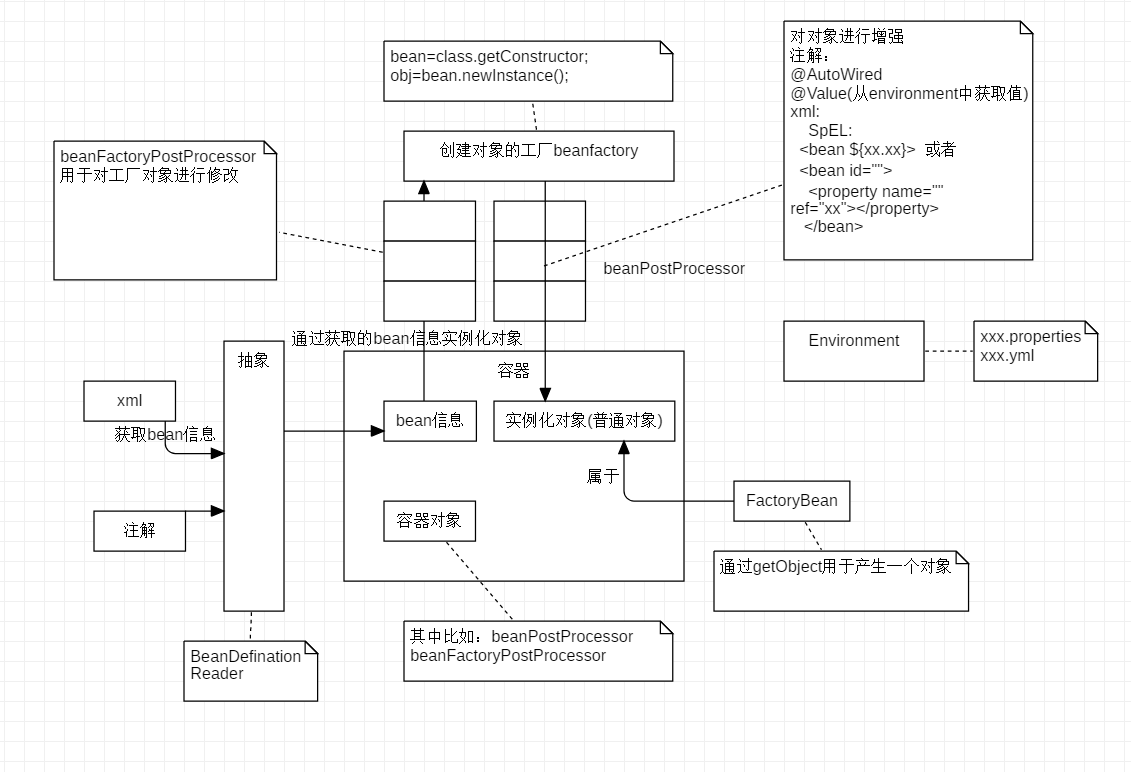 bean=class.getConstructor;
obj=bean.newInstance();
对对象进行增强
注解：
@AutoWired
@Value(从environment中获取值)
xml:
SpEL:
<bean ${xx.xx}> 或者
<bean id="">
<property name=""
ref="xx"></property>
</bean>
创建对象的工厂beanfactory
beanFactoryPostProcessor
用于对工厂对象进行修改
beanPostProcessor
通过获取的bean信息实例化对象
抽象
容器
Environment
xxx.properties
xxx.yml
xml
获取bean信息
bean信息
实例化对象(普通对象)
属于
FactoryBean
容器对象
注解
通过getObject用于产生一个对象
其中比如：beanPostProcessor
beanFactoryPostProcessor
BeanDefination
Reader